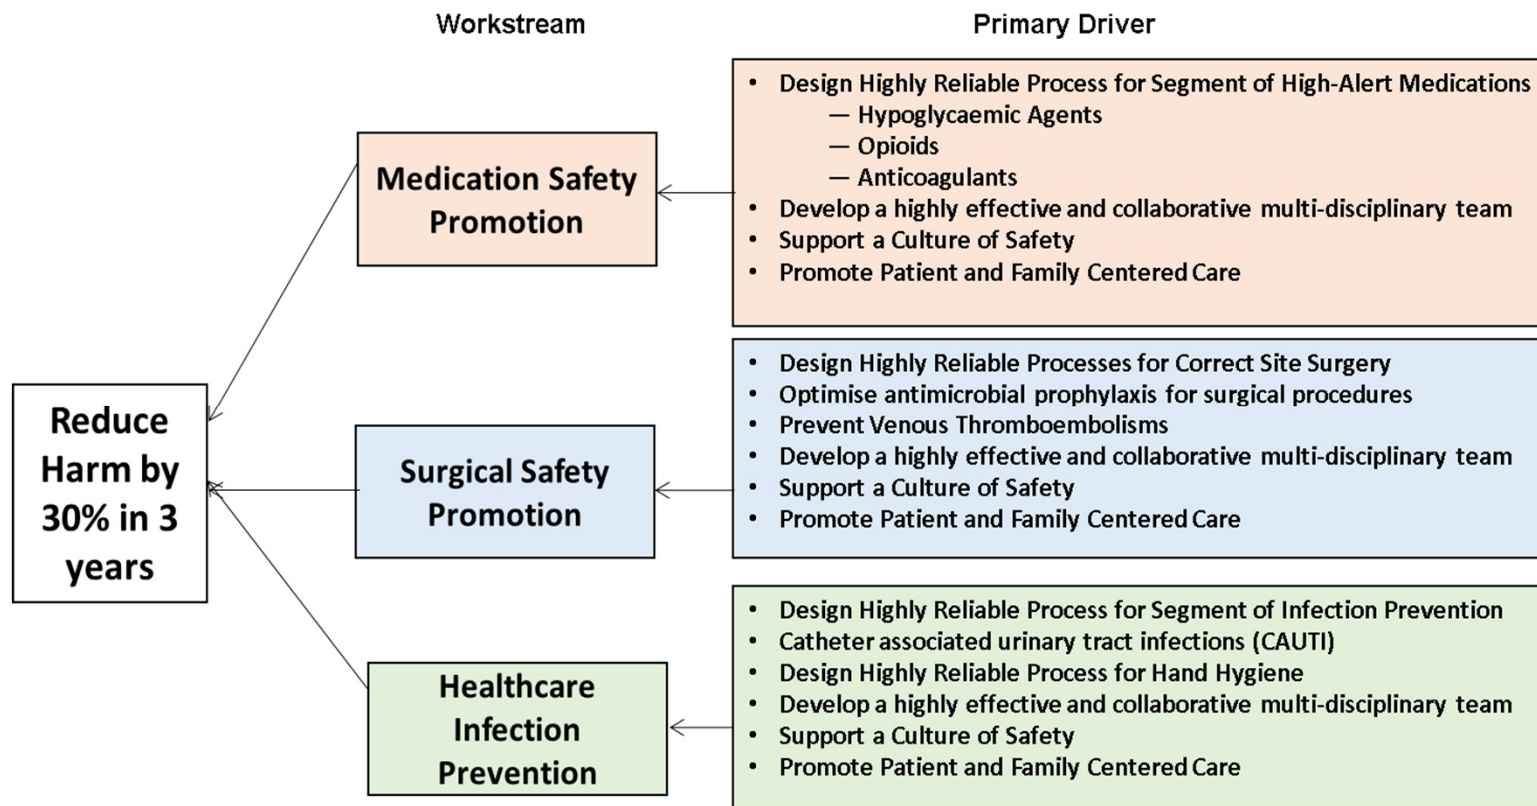 Workstream
Primary Driver
Reduce
Harm by
30% in 3
years
Medication Safety
Promotion
• Design Highly Reliable Process for Segment of High-Alert Medications
— Hypoglycaemic Agents
— Opioids
— Anticoagulants
• Develop a highly effective and collaborative multi-disciplinary team
• Support a Culture of Safety
• Promote Patient and Family Centered Care
Surgical Safety
Promotion
• Design Highly Reliable Processes for Correct Site Surgery
• Optimise antimicrobial prophylaxis for surgical procedures
• Prevent Venous Thromboembolisms
• Develop a highly effective and collaborative multi-disciplinary team
• Support a Culture of Safety
• Promote Patient and Family Centered Care
Healthcare
Infection
Prevention
• Design Highly Reliable Process for Segment of Infection Prevention
• Catheter associated urinary tract infections (CAUTI)
• Design Highly Reliable Process for Hand Hygiene
• Develop a highly effective and collaborative multi-disciplinary team
• Support a Culture of Safety
• Promote Patient and Family Centered Care